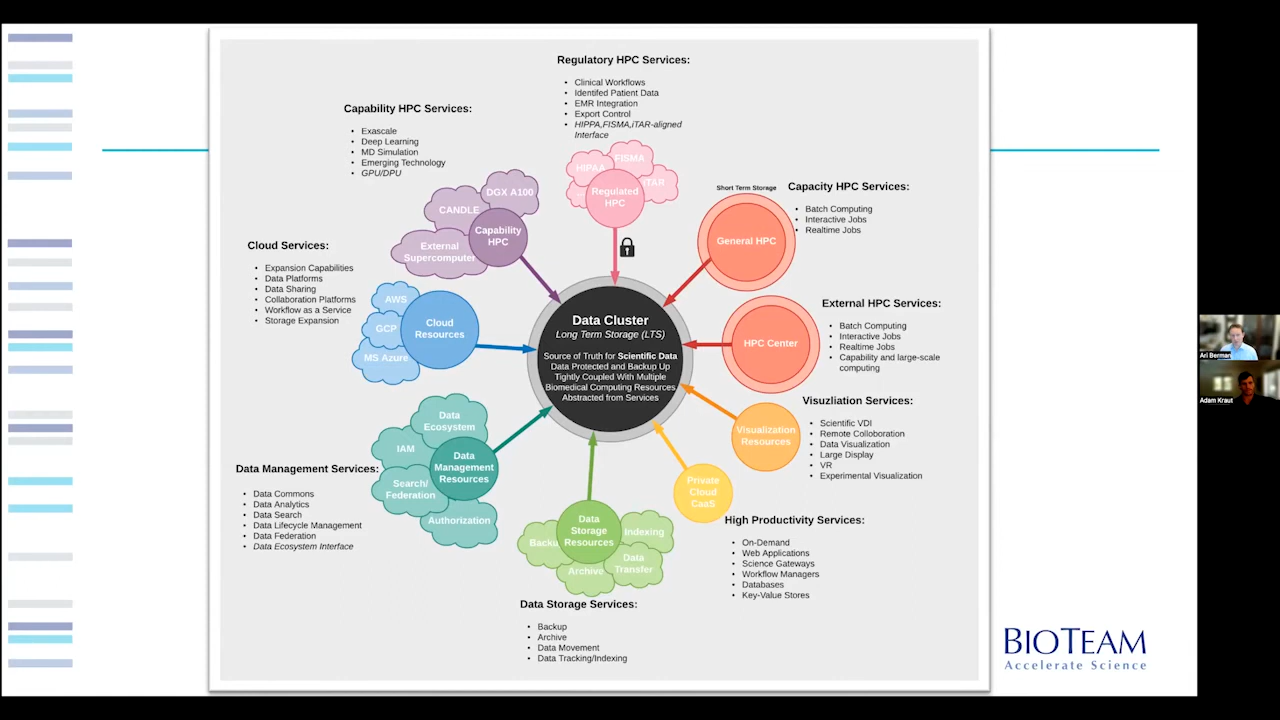 Regulatory HPC Services:
• Clinical Workflows
• Identifed Patient Data
• EMR Integration
• Export Control
• HIPPA,FISMA,iTAR-aligned
Interface
Capability HPC Services:
• Exascale
• Deep Learning
• MD Simulation
• Emerging Technology
• GPU/DPU
HIPAA
FISMA
iTAR
...
Regulated
HPC
DGX A100
CANDLE
External
Supercomputer
Capability
HPC
Short Term Storage
General HPC
Capacity HPC Services:
• Batch Computing
• Interactive Jobs
• Realtime Jobs
Cloud Services:
• Expansion Capabilities
• Data Platforms
• Data Sharing
• Collaboration Platforms
• Workflow as a Service
• Storage Expansion
AWS
GCP
MS Azure
Cloud
Resources
Data Cluster
Long Term Storage (LTS)
Source of Truth for Scientific Data
Data Protected and Backup Up
Tightly Coupled With Multiple
Biomedical Computing Resources
Abstracted from Services
HPC Center
External HPC Services:
• Batch Computing
• Interactive Jobs
• Realtime Jobs
• Capability and large-scale
computing
Visuzliation Services:
• Scientific VDI
• Remote Colloboration
• Data Visualization
• Large Display
• VR
• Experimental Visualization
Visualization
Resources
Data
Ecosystem
IAM
Search/
Federation
Authorization
Data
Management
Resources
Data Management Services:
• Data Commons
• Data Analytics
• Data Search
• Data Lifecycle Management
• Data Federation
• Data Ecosystem Interface
Private
Cloud
CaaS
High Productivity Services:
• On-Demand
• Web Applications
• Science Gateways
• Workflow Managers
• Databases
• Key-Value Stores
Data
Storage
Resources
Backu
Archive
Data
Transfer
Indexing
Data Storage Services:
• Backup
• Archive
• Data Movement
• Data Tracking/Indexing
BIOTEAM
Accelerate Science
Ari Berman
Adam Kraut